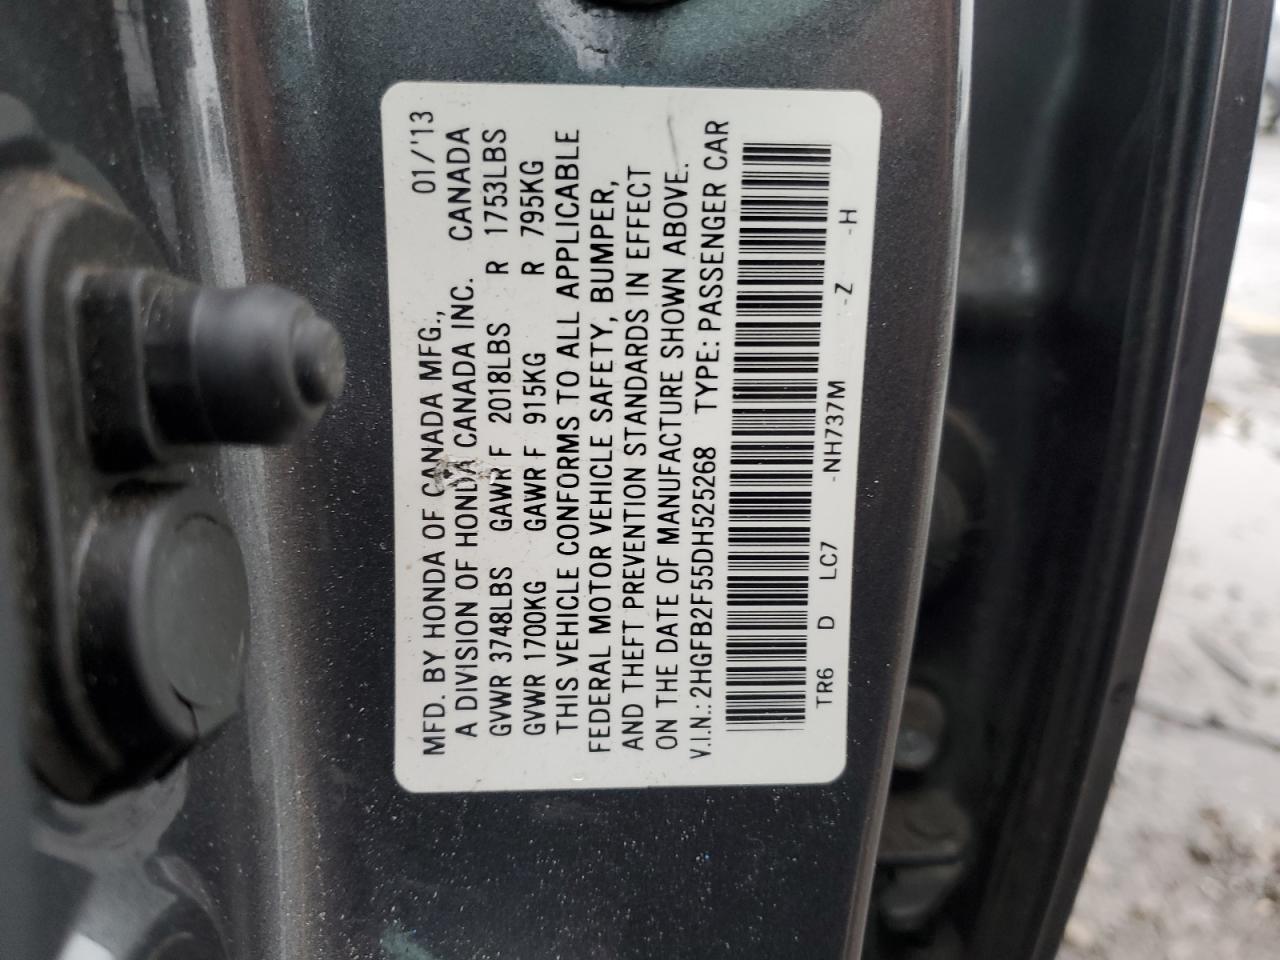 01/'13
MFD. BY HONDA OF CANADA MFG.,
A DIVISION OF HONDA CANADA INC. CANADA
GVWR 3748LBS GAWR F 2018LBS R 1753LBS
GVWR 1700KG GAWR F 915KG R 795KG
THIS VEHICLE CONFORMS TO ALL APPLICABLE
FEDERAL MOTOR VEHICLE SAFETY, BUMPER,
AND THEFT PREVENTION STANDARDS IN EFFECT
ON THE DATE OF MANUFACTURE SHOWN ABOVE.
V.I.N.: 2HGFB2F55DH525268 TYPE: PASSENGER CAR
TR6 D LC7 -NH737M -Z -H